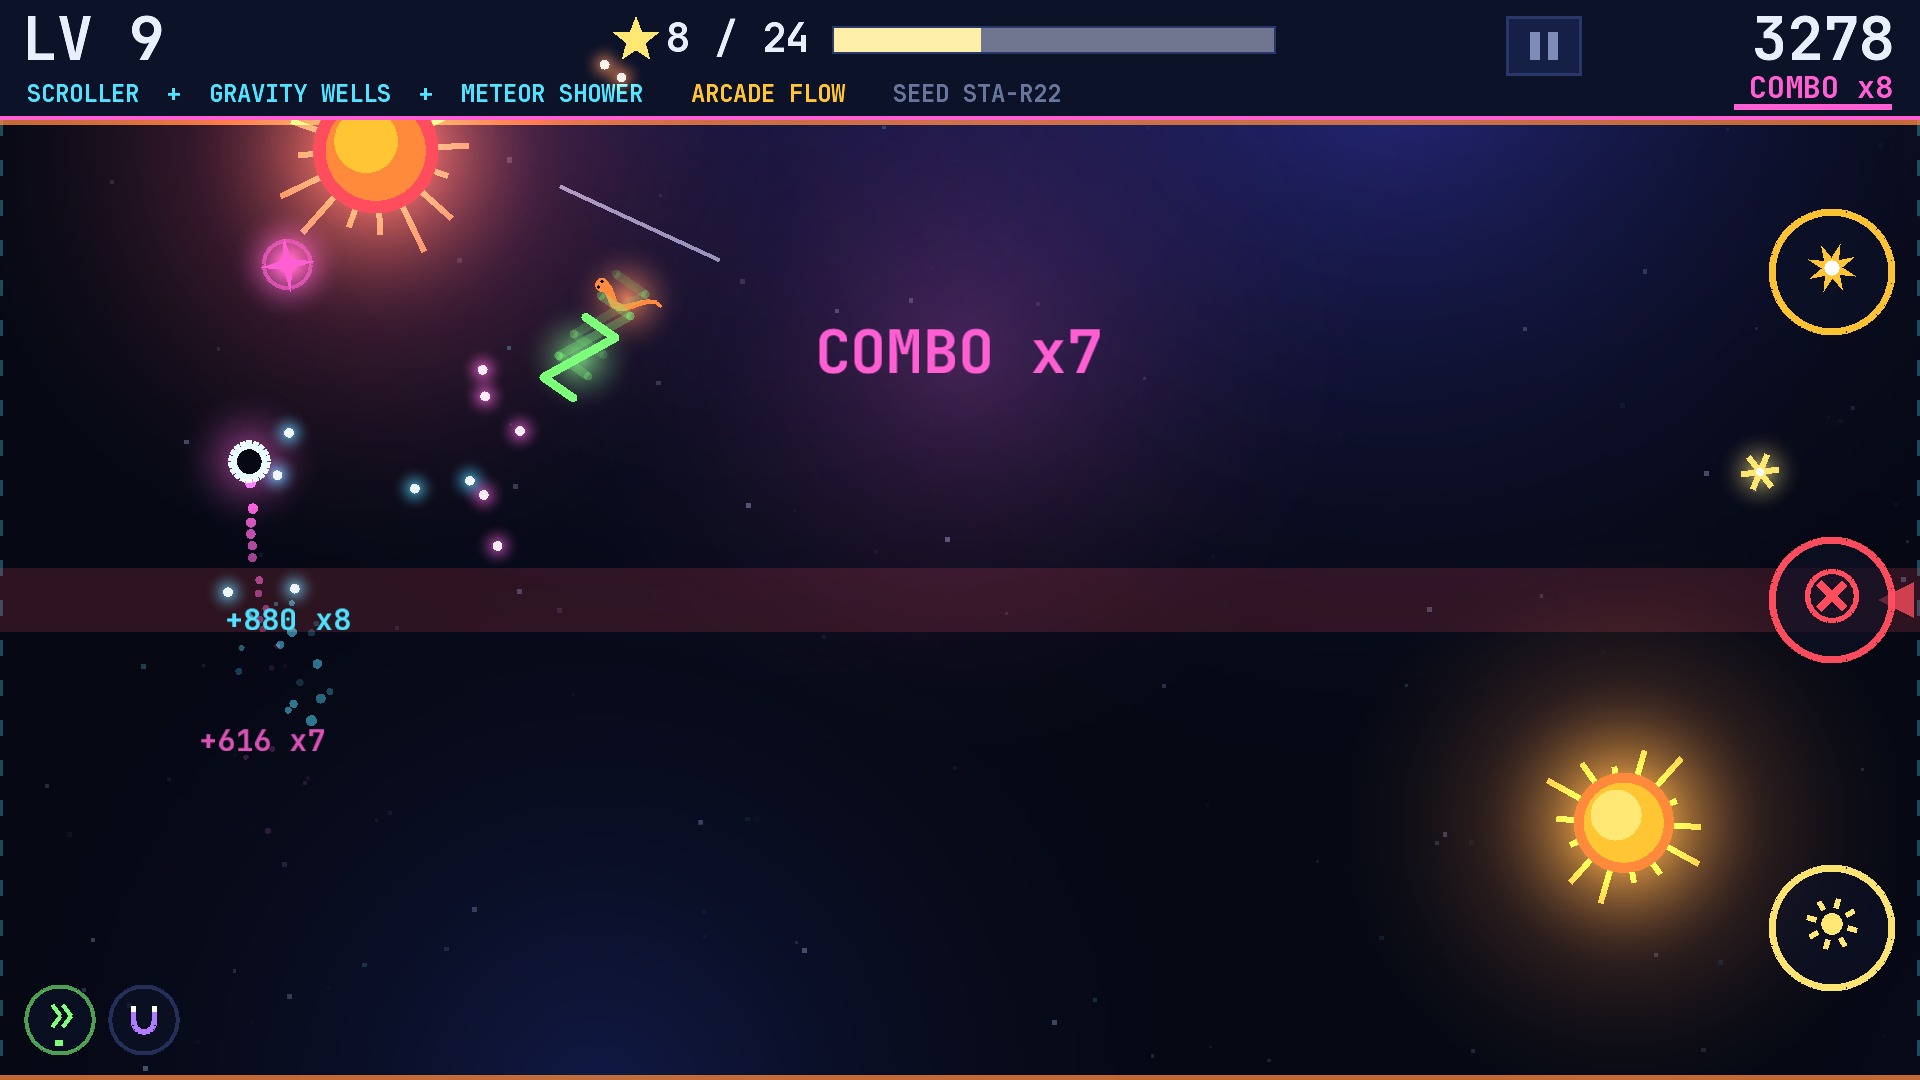 LV 9
8 / 24
3278
COMBO x8
SCROLLER + GRAVITY WELLS + METEOR SHOWER ARCADE FLOW SEED STA-R22
COMBO x7
+880 x8
+616 x7